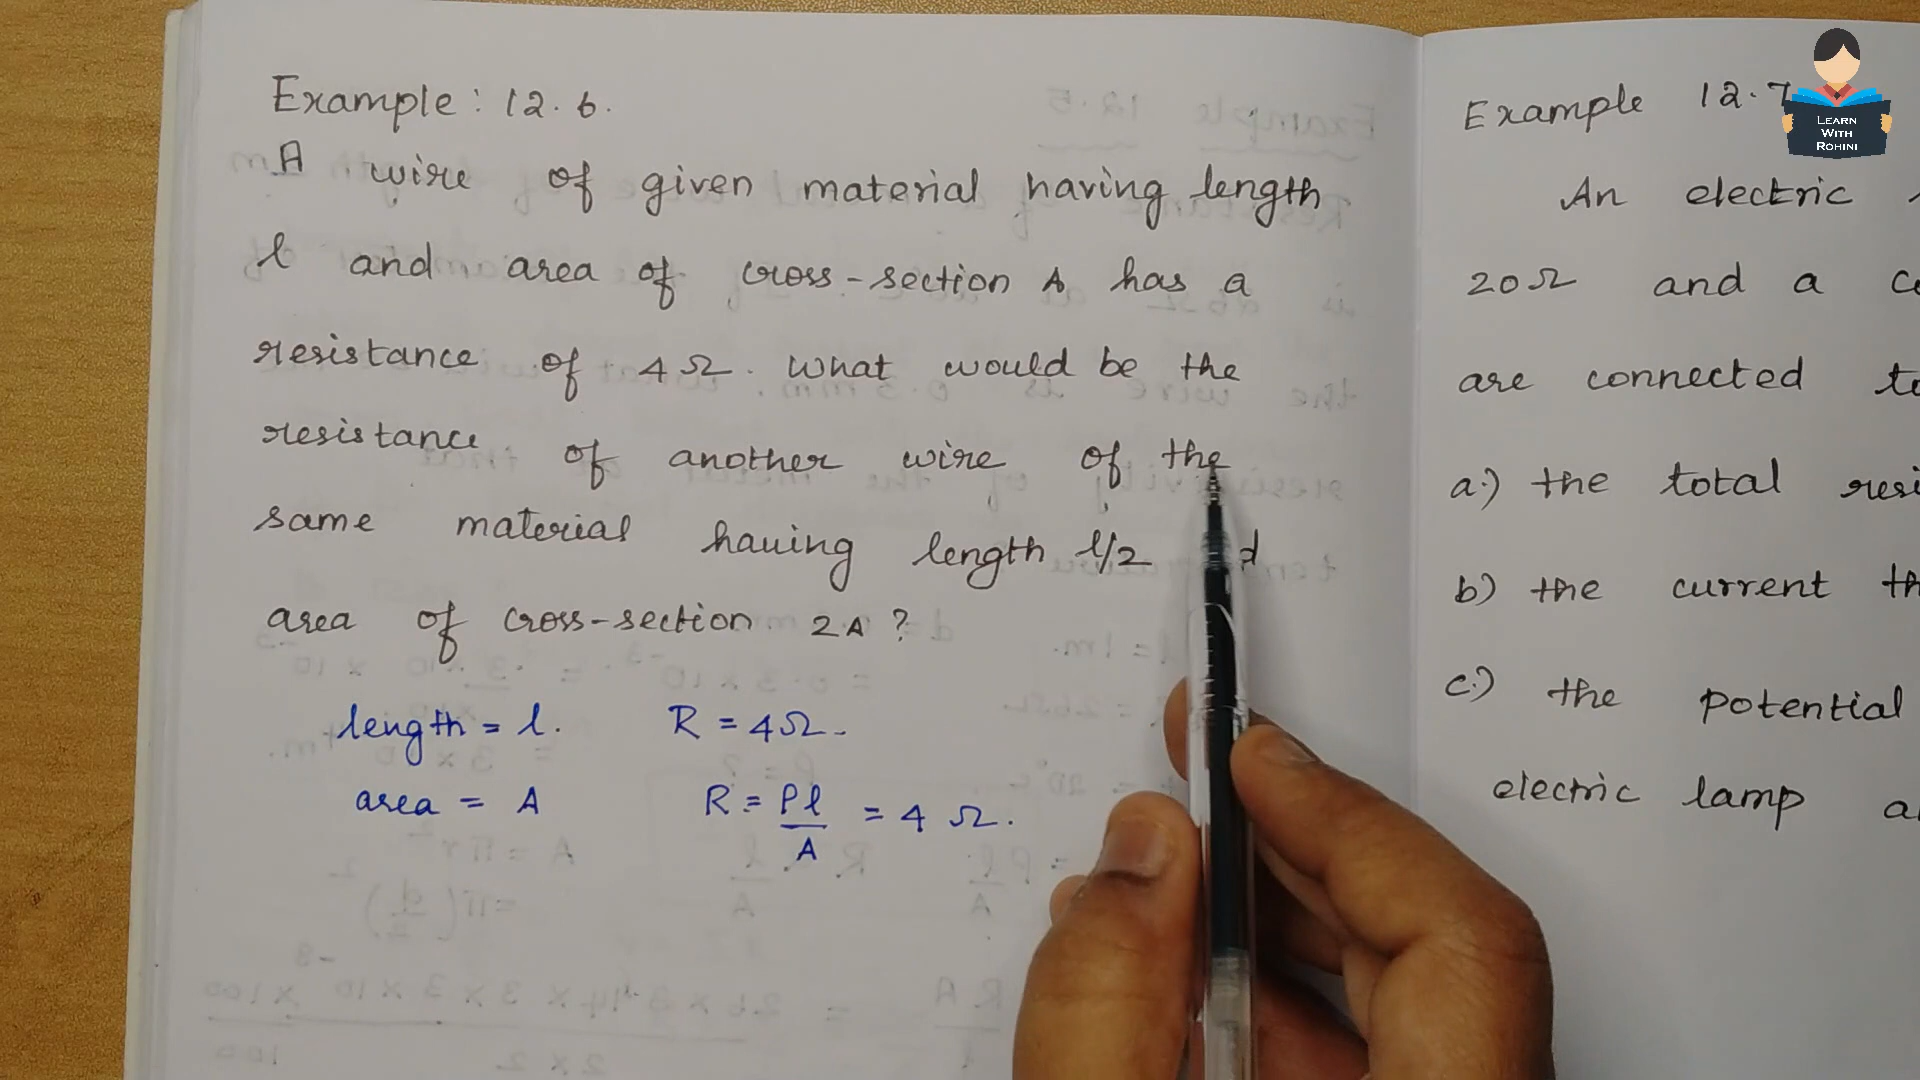 Example: 12.6.
A wire of given material having length
l and area of cross-section A has a
resistance of 4Ω. What would be the
resistance of another wire of the
same material having length l/2
area of cross-section 2A?
length = l. R = 4Ω.
area = A R = ρl/A = 4 Ω.
Example 12.7
An electric
20Ω and a
are connected
a.) the total
b) the current
c.) the potential
electric lamp
LEARN
WITH
ROHINI